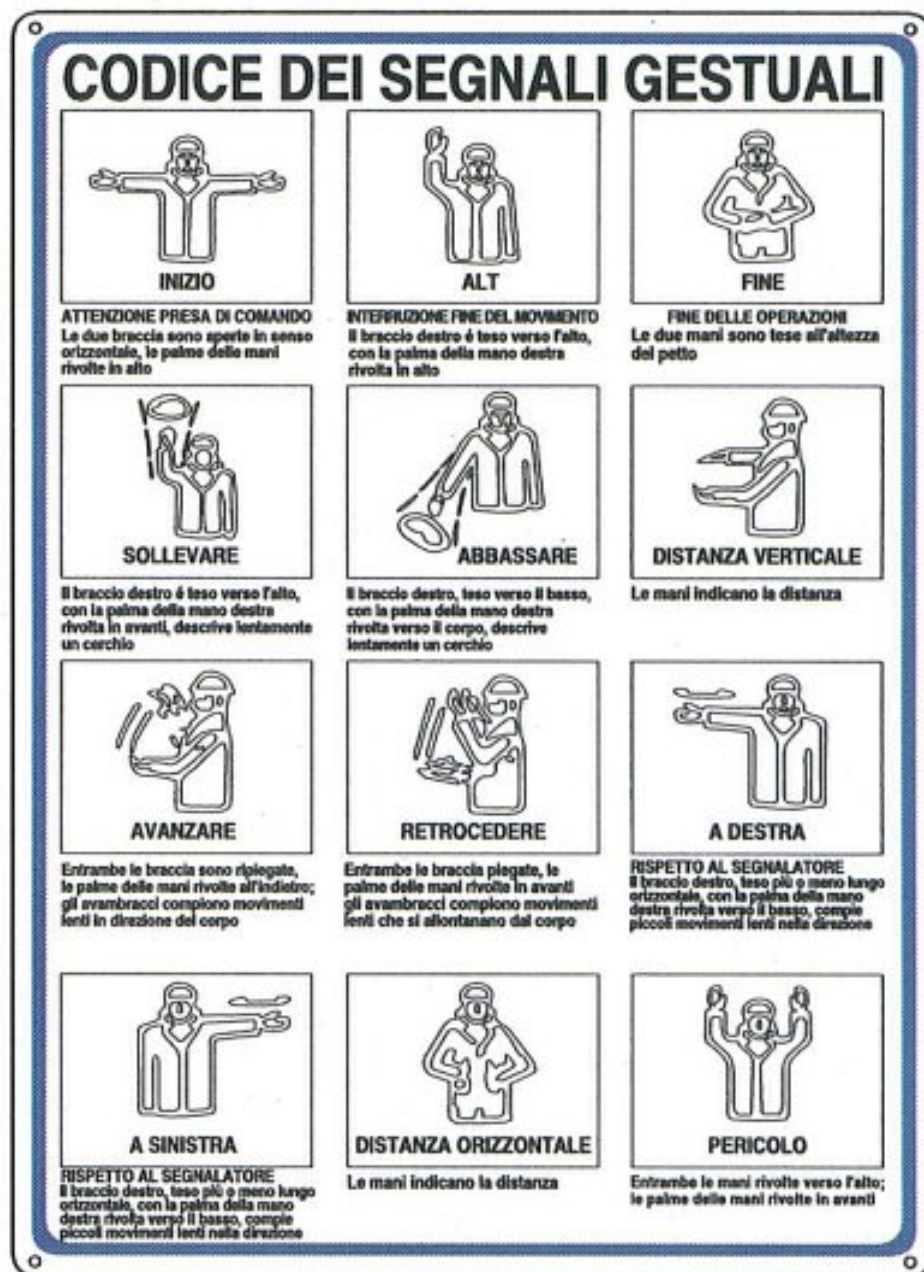 CODICE DEI SEGNALI GESTUALI
INIZIO
ATTENZIONE PRESA DI COMANDO
Le due braccia sono aperte in senso
orizzontale, le palme delle mani
rivolte in alto
ALT
INTERRUZIONE FINE DEL MOVIMENTO
Il braccio destro é teso verso l'alto,
con la palma della mano destra
rivolta in alto
FINE
FINE DELLE OPERAZIONI
Le due mani sono tese all'altezza
del petto
SOLLEVARE
Il braccio destro é teso verso l'alto,
con la palma della mano destra
rivolta in avanti, descrive lentamente
un cerchio
ABBASSARE
Il braccio destro, teso verso il basso,
con la palma della mano destra
rivolta verso il corpo, descrive
lentamente un cerchio
DISTANZA VERTICALE
Le mani indicano la distanza
AVANZARE
Entrambe le braccia sono ripiegate,
le palme delle mani rivolte all'indietro;
gli avambracci compiono movimenti
lenti in direzione del corpo
RETROCEDERE
Entrambe le braccia piegate, le
palme delle mani rivolte in avanti
gli avambracci compiono movimenti
lenti che si allontanano dal corpo
A DESTRA
RISPETTO AL SEGNALATORE
Il braccio destro, teso più o meno lungo
orizzontale, con la palma della mano
destra rivolta verso il basso, compie
piccoli movimenti lenti nella direzione
A SINISTRA
RISPETTO AL SEGNALATORE
Il braccio destro, teso più o meno lungo
orizzontale, con la palma della mano
destra rivolta verso il basso, compie
piccoli movimenti lenti nella direzione
DISTANZA ORIZZONTALE
Le mani indicano la distanza
PERICOLO
Entrambe le mani rivolte verso l'alto;
le palme delle mani rivolte in avanti